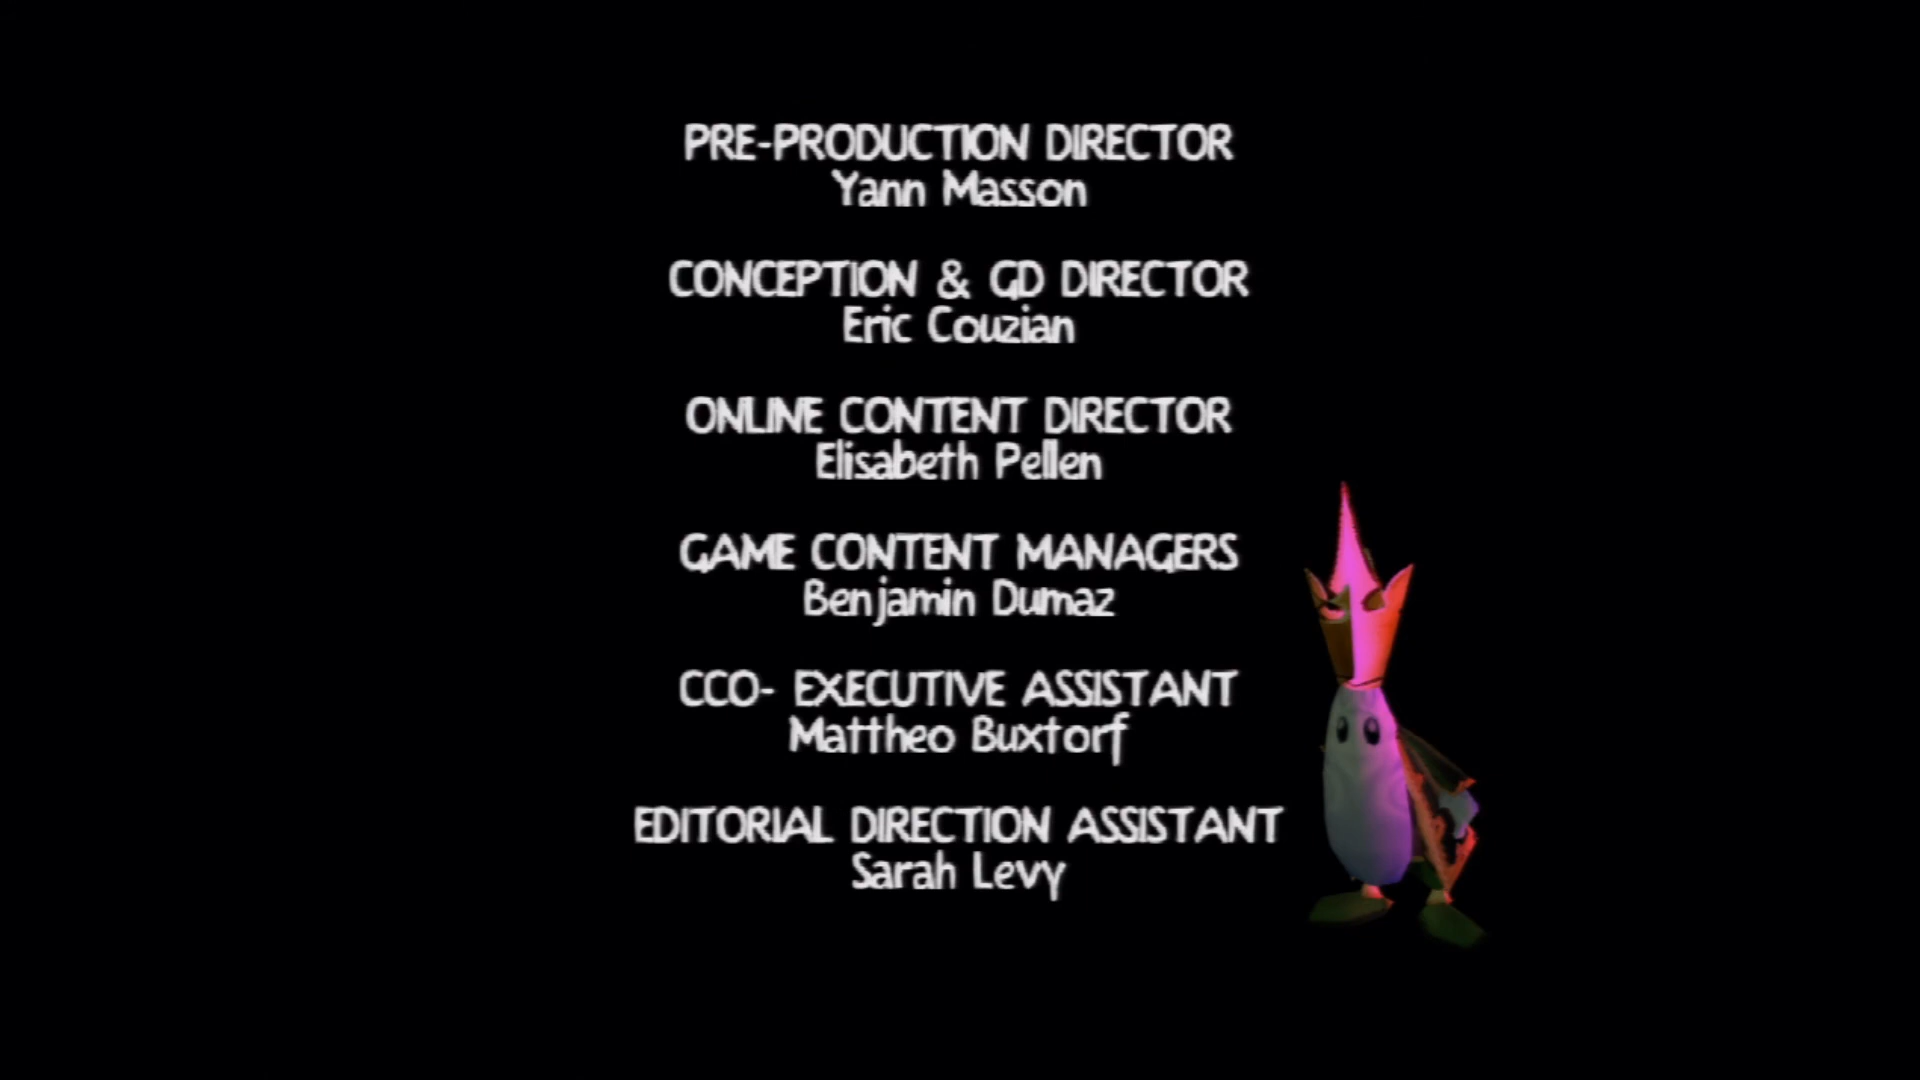 PRE-PRODUCTION DIRECTOR
Yann Masson
CONCEPTION & GD DIRECTOR
Eric Couzian
ONLINE CONTENT DIRECTOR
Elisabeth Pellen
GAME CONTENT MANAGERS
Benjamin Dumaz
CCO- EXECUTIVE ASSISTANT
Mattheo Buxtorf
EDITORIAL DIRECTION ASSISTANT
Sarah Levy